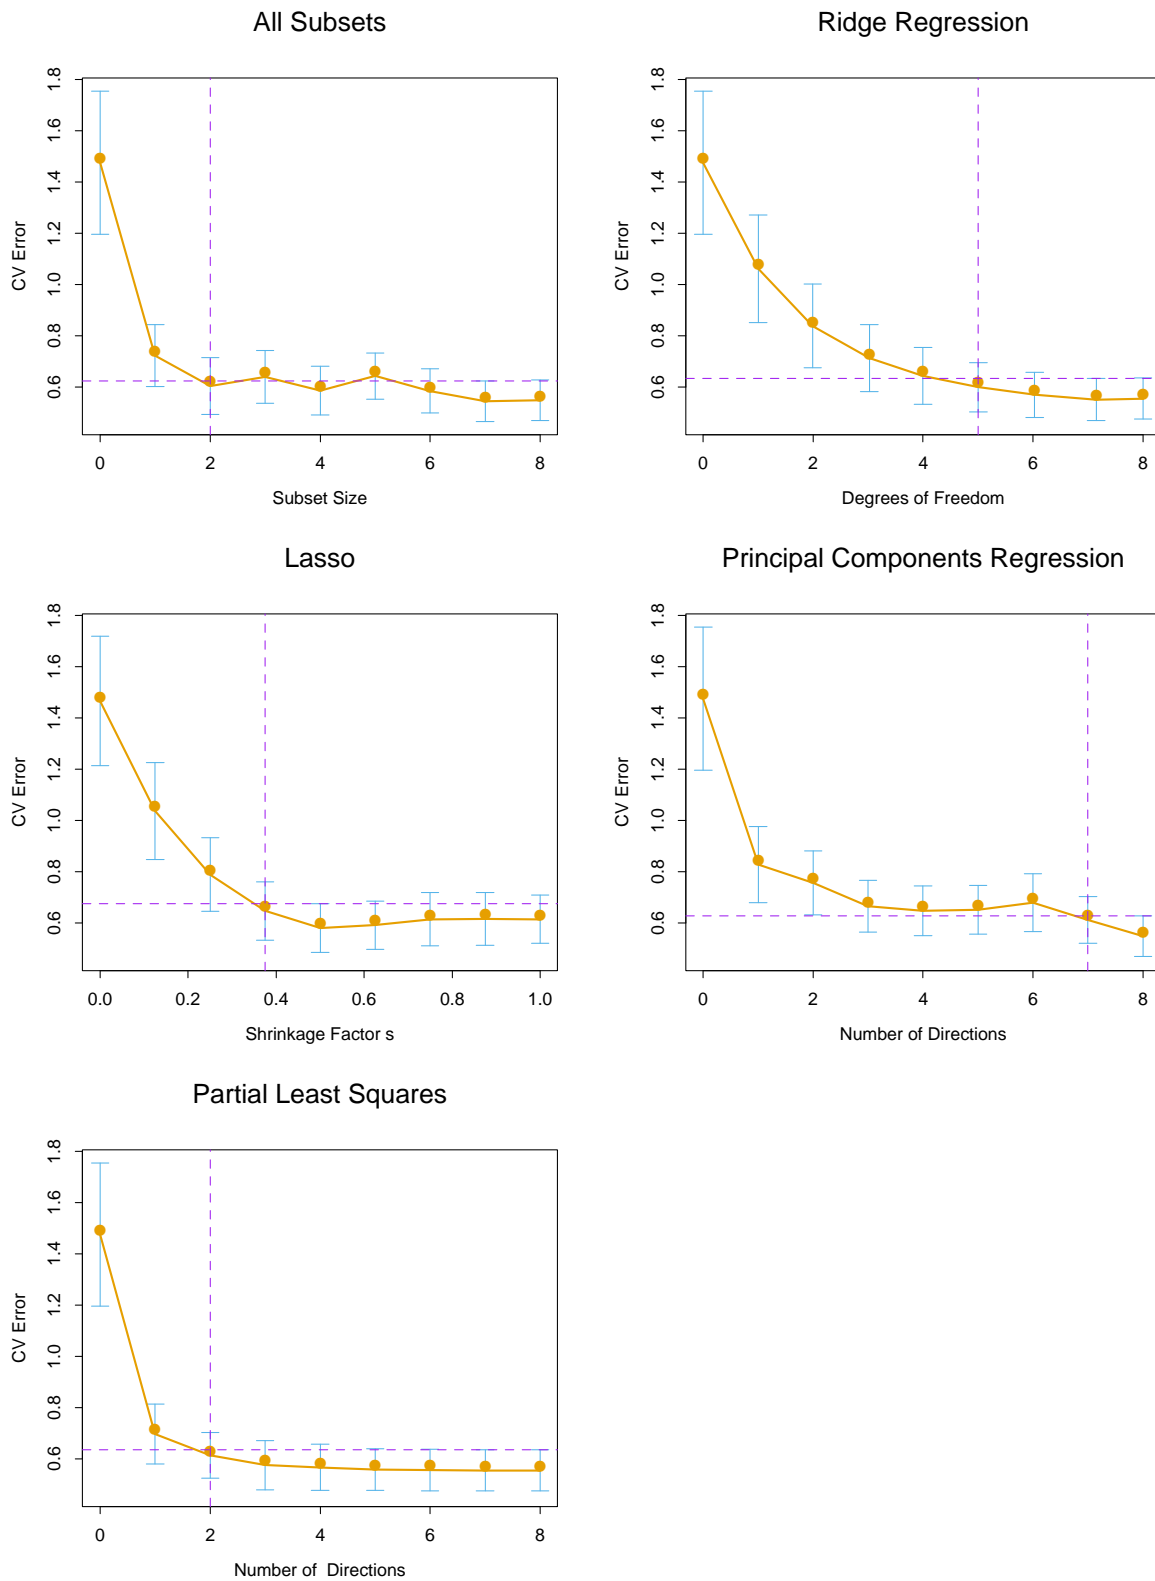 All Subsets
CV Error
1.8
1.6
1.4
1.2
1.0
0.8
0.6
0 2 4 6 8
Subset Size
Ridge Regression
CV Error
1.8
1.6
1.4
1.2
1.0
0.8
0.6
0 2 4 6 8
Degrees of Freedom
Lasso
CV Error
1.8
1.6
1.4
1.2
1.0
0.8
0.6
0.0 0.2 0.4 0.6 0.8 1.0
Shrinkage Factor s
Principal Components Regression
CV Error
1.8
1.6
1.4
1.2
1.0
0.8
0.6
0 2 4 6 8
Number of Directions
Partial Least Squares
CV Error
1.8
1.6
1.4
1.2
1.0
0.8
0.6
0 2 4 6 8
Number of Directions